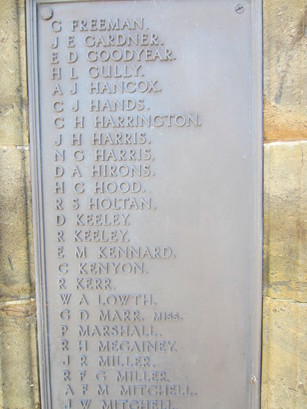 G FREEMAN.
J E GARDNER.
E D GOODYEAR.
H L GULLY.
A J HANCOX.
C J HANDS.
C H HARRINGTON.
J H HARRIS.
N G HARRIS.
D A HIRONS.
H G HOOD.
R S HOLTAN.
D KEELEY.
R KEELEY.
E M KENNARD.
C KENYON.
R KERR.
W A LOWTH.
G D MARR. MISS.
P MARSHALL.
R H MEGAINEY.
J R MILLER.
R F G MILLER.
A F M MITCHELL.
J W MITCHELL